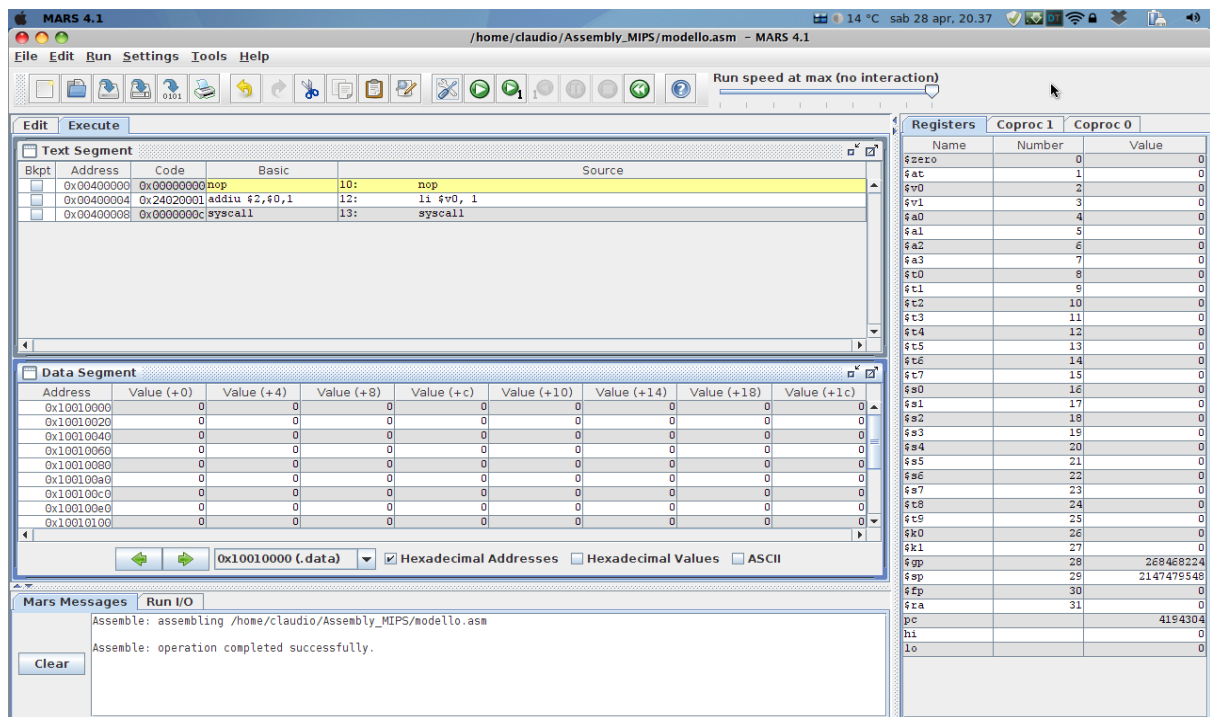 MARS 4.1 14 °C sab 28 apr, 20.37 DT
/home/claudio/Assembly_MIPS/modello.asm - MARS 4.1
File Edit Run Settings Tools Help
Run speed at max (no interaction)
Edit Execute
Text Segment
Bkpt Address Code Basic Source
0x00400000 0x00000000 nop 10: nop
0x00400004 0x24020001 addiu $2,$0,1 12: li $v0, 1
0x00400008 0x0000000c syscall 13: syscall
Data Segment
Address Value (+0) Value (+4) Value (+8) Value (+c) Value (+10) Value (+14) Value (+18) Value (+1c)
0x10010000 0 0 0 0 0 0 0 0
0x10010020 0 0 0 0 0 0 0 0
0x10010040 0 0 0 0 0 0 0 0
0x10010060 0 0 0 0 0 0 0 0
0x10010080 0 0 0 0 0 0 0 0
0x100100a0 0 0 0 0 0 0 0 0
0x100100c0 0 0 0 0 0 0 0 0
0x100100e0 0 0 0 0 0 0 0 0
0x10010100 0 0 0 0 0 0 0 0
0x10010000 (.data) Hexadecimal Addresses Hexadecimal Values ASCII
Mars Messages Run I/O
Assemble: assembling /home/claudio/Assembly_MIPS/modello.asm
Assemble: operation completed successfully.
Clear
Registers Coproc 1 Coproc 0
Name Number Value
$zero 0 0
$at 1 0
$v0 2 0
$v1 3 0
$a0 4 0
$a1 5 0
$a2 6 0
$a3 7 0
$t0 8 0
$t1 9 0
$t2 10 0
$t3 11 0
$t4 12 0
$t5 13 0
$t6 14 0
$t7 15 0
$s0 16 0
$s1 17 0
$s2 18 0
$s3 19 0
$s4 20 0
$s5 21 0
$s6 22 0
$s7 23 0
$t8 24 0
$t9 25 0
$k0 26 0
$k1 27 0
$gp 28 268468224
$sp 29 2147479548
$fp 30 0
$ra 31 0
pc 4194304
hi 0
lo 0